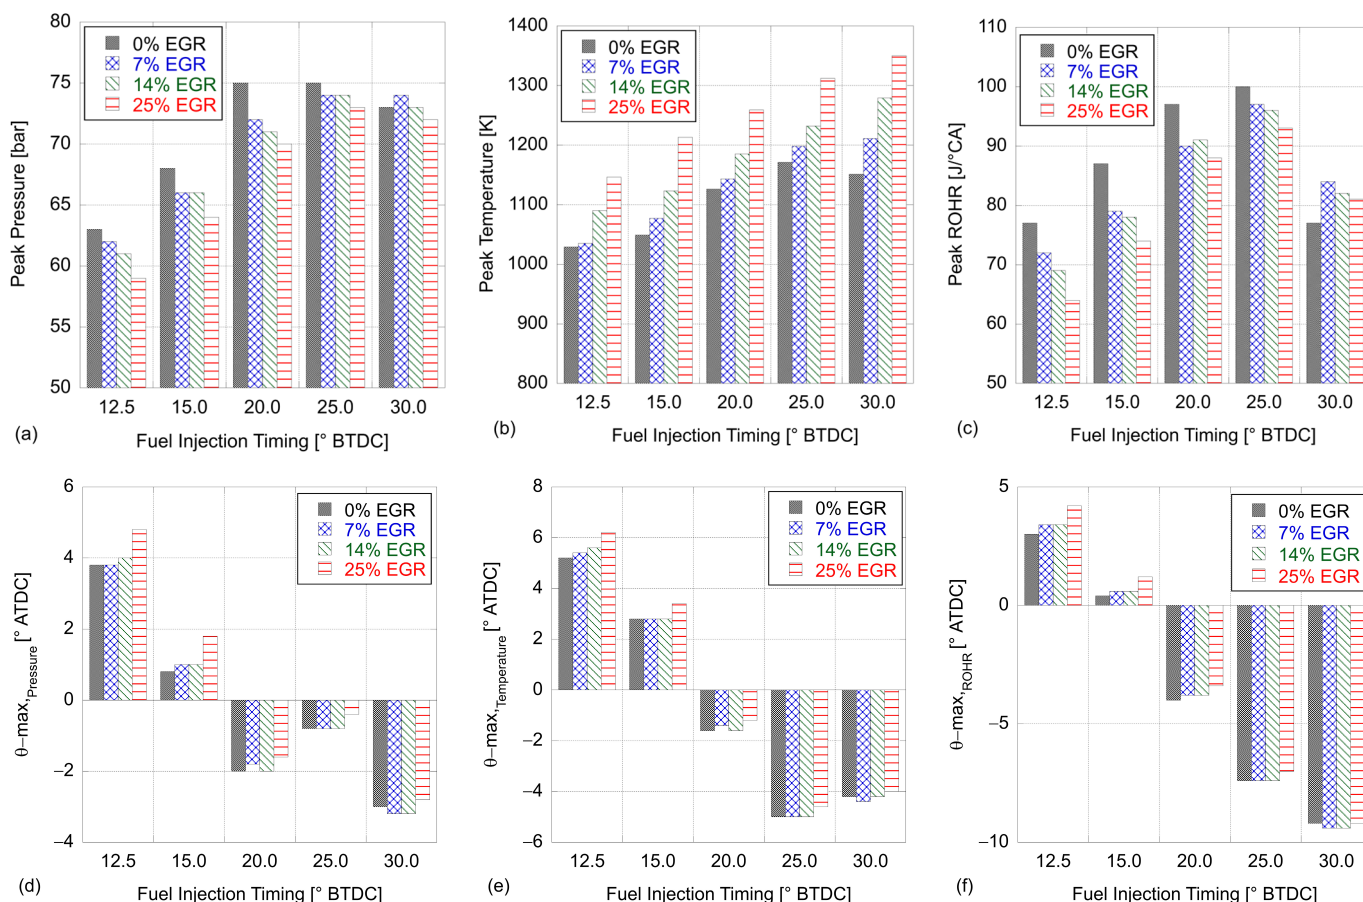 80
75
70
65
60
55
50
Peak Pressure [bar]
0% EGR
7% EGR
14% EGR
25% EGR
12.5 15.0 20.0 25.0 30.0
(a)
Fuel Injection Timing [° BTDC]
1400
1300
1200
1100
1000
900
800
Peak Temperature [K]
0% EGR
7% EGR
14% EGR
25% EGR
12.5 15.0 20.0 25.0 30.0
(b)
Fuel Injection Timing [° BTDC]
110
100
90
80
70
60
50
Peak ROHR [J/°CA]
0% EGR
7% EGR
14% EGR
25% EGR
12.5 15.0 20.0 25.0 30.0
(c)
Fuel Injection Timing [° BTDC]
6
4
2
0
−2
−4
θ−max,Pressure [° ATDC]
0% EGR
7% EGR
14% EGR
25% EGR
12.5 15.0 20.0 25.0 30.0
(d)
Fuel Injection Timing [° BTDC]
8
6
4
2
0
−2
−4
−6
θ−max,Temperature [° ATDC]
0% EGR
7% EGR
14% EGR
25% EGR
12.5 15.0 20.0 25.0 30.0
(e)
Fuel Injection Timing [° BTDC]
5
0
−5
−10
θ−max,ROHR [° ATDC]
0% EGR
7% EGR
14% EGR
25% EGR
12.5 15.0 20.0 25.0 30.0
(f)
Fuel Injection Timing [° BTDC]